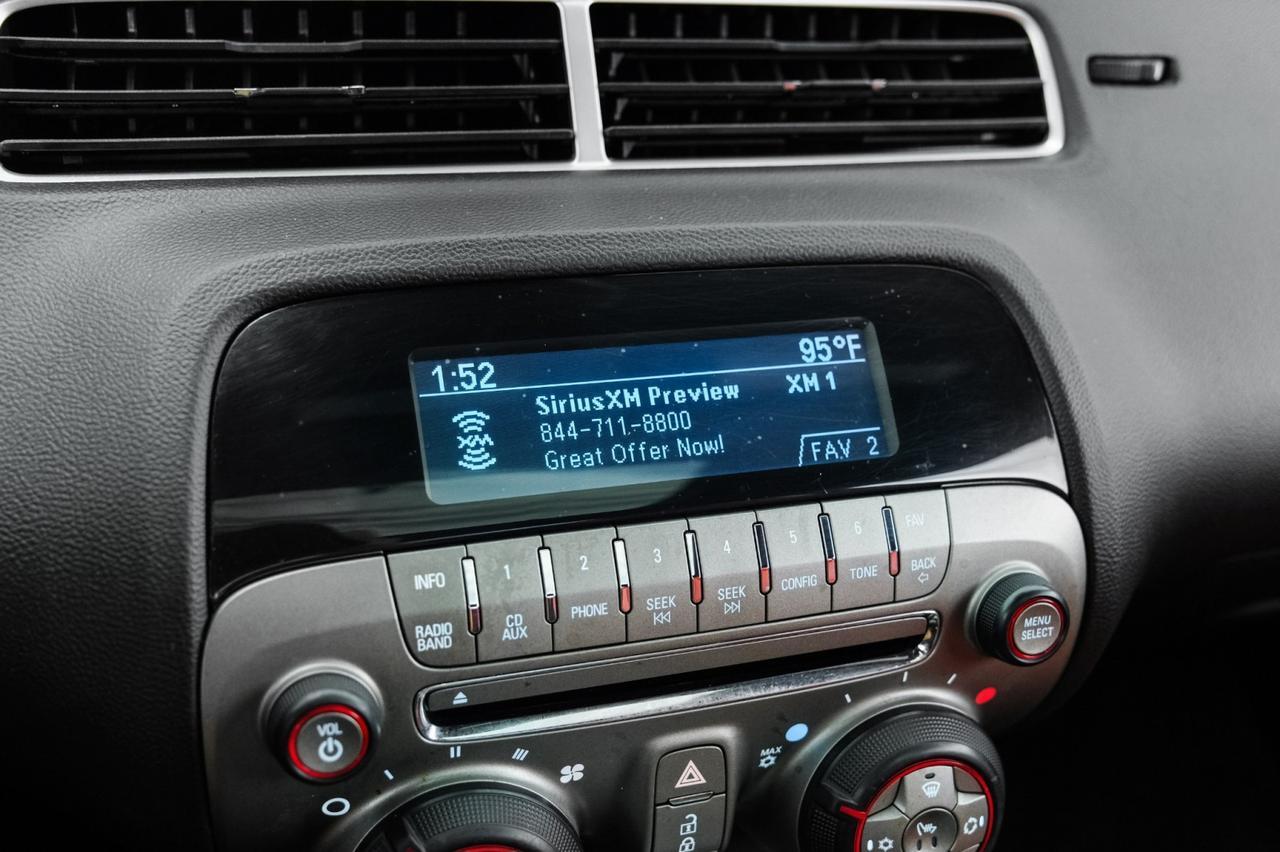 1:52
95°F
SiriusXM Preview
XM 1
XM
844-711-8800
Great Offer Now!
FAV 2
INFO
1
2
3
4
5
6
FAV
RADIO
BAND
CD
AUX
PHONE
SEEK
SEEK
CONFIG
TONE
BACK
MENU
SELECT
VOL
MAX